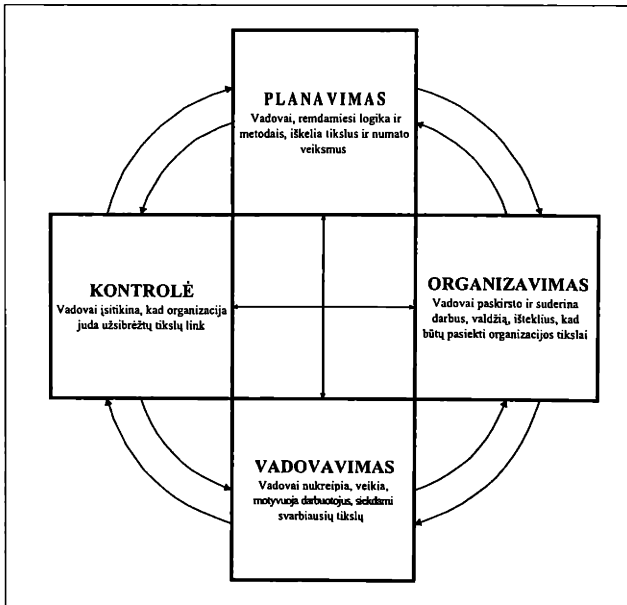 PLANAVIMAS
Vadovai, remdamiesi logika ir
metodais, iškelia tikslus ir numato
veiksmus
KONTROLĖ
Vadovai įsitikina, kad organizacija
juda užsibrėžtų tikslų link
ORGANIZAVIMAS
Vadovai paskirsto ir suderina
darbus, valdžią, išteklius, kad
būtų pasiekti organizacijos tikslai
VADOVAVIMAS
Vadovai nukreipia, veikia,
motyvuoja darbuotojus, siekdami
svarbiausių tikslų